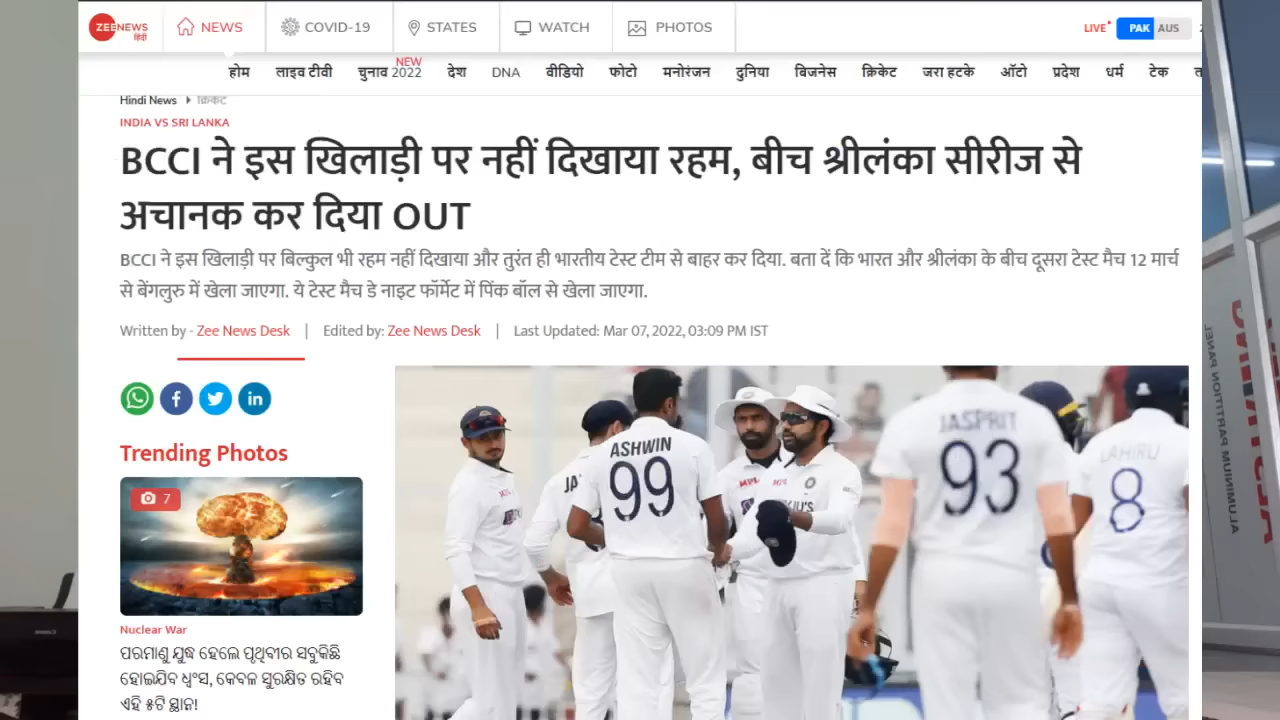 ZEENEWS
हिंदी
NEWS
COVID-19
STATES
WATCH
PHOTOS
LIVE
PAK AUS
होम लाइव टीवी चुनाव 2022 NEW देश DNA वीडियो फोटो मनोरंजन दुनिया बिजनेस क्रिकेट जरा हटके ऑटो प्रदेश धर्म टेक
Hindi News क्रिकेट
INDIA VS SRI LANKA
BCCI ने इस खिलाड़ी पर नहीं दिखाया रहम, बीच श्रीलंका सीरीज से
अचानक कर दिया OUT
BCCI ने इस खिलाड़ी पर बिल्कुल भी रहम नहीं दिखाया और तुरंत ही भारतीय टेस्ट टीम से बाहर कर दिया. बता दें कि भारत और श्रीलंका के बीच दूसरा टेस्ट मैच 12 मार्च
से बेंगलुरु में खेला जाएगा. ये टेस्ट मैच डे नाइट फॉर्मेट में पिंक बॉल से खेला जाएगा.
Written by - Zee News Desk | Edited by: Zee News Desk | Last Updated: Mar 07, 2022, 03:09 PM IST
Trending Photos
7
Nuclear War
ପରମାଣୁ ଯୁଦ୍ଧ ହେଲେ ପୃଥିବୀର ସବୁକିଛି
ହୋଇଯିବ ଧ୍ୱଂସ, କେବଳ ସୁରକ୍ଷିତ ରହିବ
ଏହି ୫ଟି ସ୍ଥାନ!
ASHWIN
99
JASPRIT
93
LAHIRU
8
ALUMINIUM PARTITION PANEL